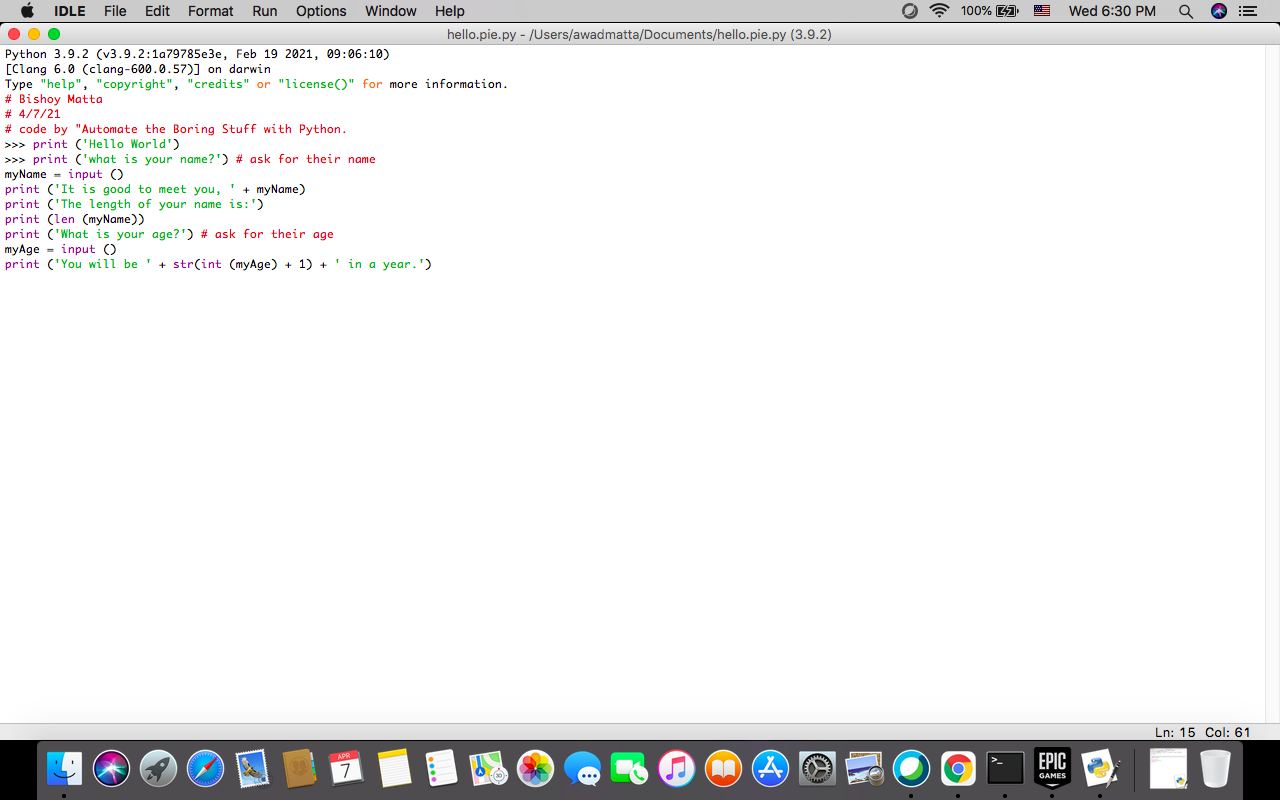 IDLE File Edit Format Run Options Window Help 100% Wed 6:30 PM
hello.pie.py - /Users/awadmatta/Documents/hello.pie.py (3.9.2)
Python 3.9.2 (v3.9.2:1a79785e3e, Feb 19 2021, 09:06:10)
[Clang 6.0 (clang-600.0.57)] on darwin
Type "help", "copyright", "credits" or "license()" for more information.
# Bishoy Matta
# 4/7/21
# code by "Automate the Boring Stuff with Python.
>>> print ('Hello World')
>>> print ('what is your name?') # ask for their name
myName = input ()
print ('It is good to meet you, ' + myName)
print ('The length of your name is:')
print (len (myName))
print ('What is your age?') # ask for their age
myAge = input ()
print ('You will be ' + str(int (myAge) + 1) + ' in a year.')
Ln: 15 Col: 61
APR
7
3D
>_
EPIC
GAMES